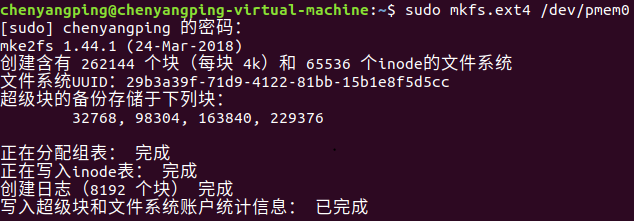 chenyangping@chenyangping-virtual-machine:~$ sudo mkfs.ext4 /dev/pmem0
[sudo] chenyangping 的密码：
mke2fs 1.44.1 (24-Mar-2018)
创建含有 262144 个块（每块 4k）和 65536 个inode的文件系统
文件系统UUID：29b3a39f-71d9-4122-81bb-15b1e8f5d5cc
超级块的备份存储于下列块：
32768, 98304, 163840, 229376
正在分配组表： 完成
正在写入inode表： 完成
创建日志（8192 个块） 完成
写入超级块和文件系统账户统计信息： 已完成